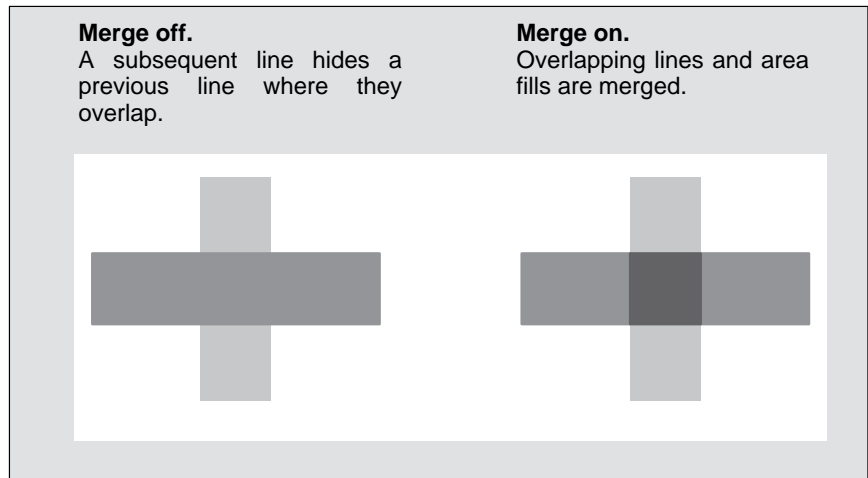 Merge off.
A subsequent line hides a
previous line where they
overlap.
Merge on.
Overlapping lines and area
fills are merged.